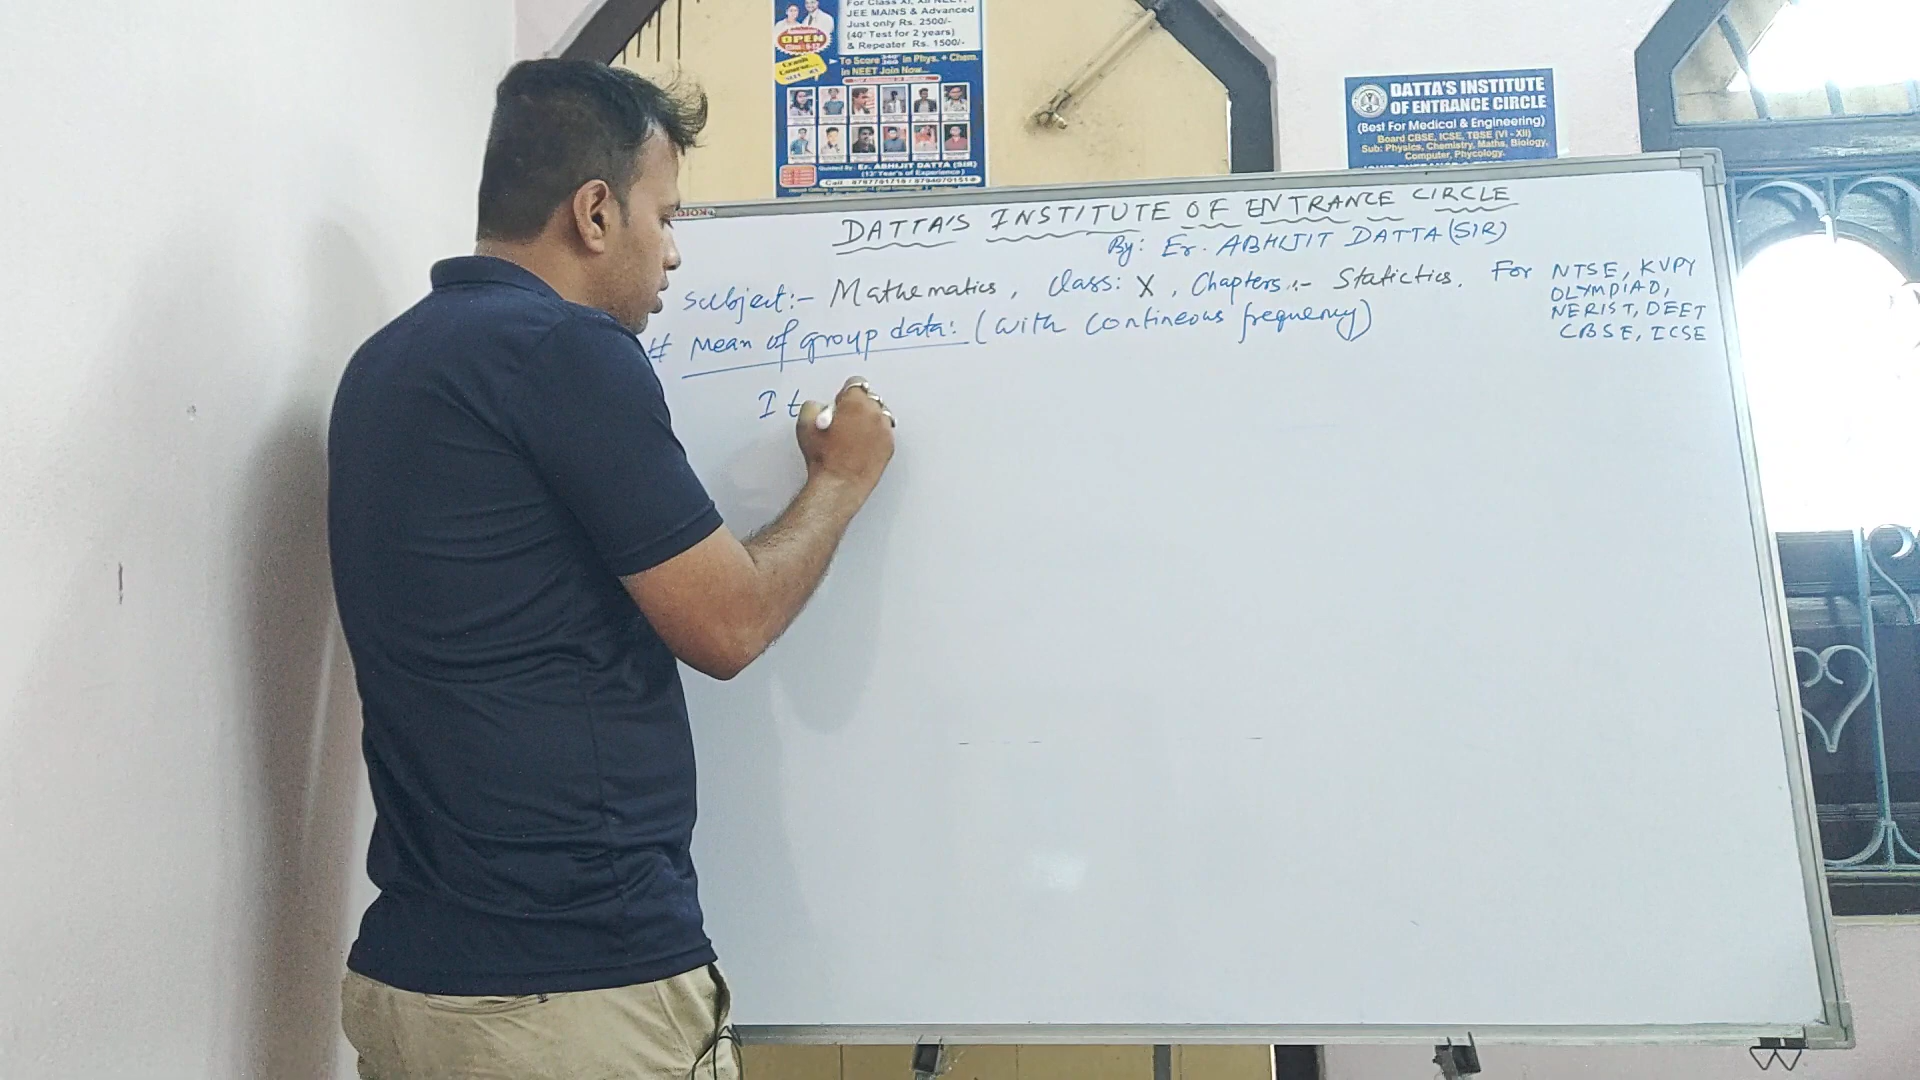 For Class XI, XII NEET,
JEE MAINS & Advanced
Just only Rs. 2500/-
(40⁺ Test for 2 years)
& Repeater Rs. 1500/-
OPEN
To Score in Phys. + Chem.
in NEET Join Now...
Guided By: Er. ABHIJIT DATTA (SIR)
(13⁺ Year's of Experience)
DATTA'S INSTITUTE
OF ENTRANCE CIRCLE
(Best For Medical & Engineering)
Board CBSE, ICSE, TBSE (VI - XII)
Sub: Physics, Chemistry, Maths, Biology,
Computer, Phycology.
DATTA'S INSTITUTE OF ENTRANCE CIRCLE
By: Er. ABHIJIT DATTA (SIR)
Subject:- Mathematics, Class: X, Chapters:- Statictics. For NTSE, KVPY
OLYMPIAD,
NERIST, DEET
CBSE, ICSE
# Mean of group data: (with Contineous frequency)
I t